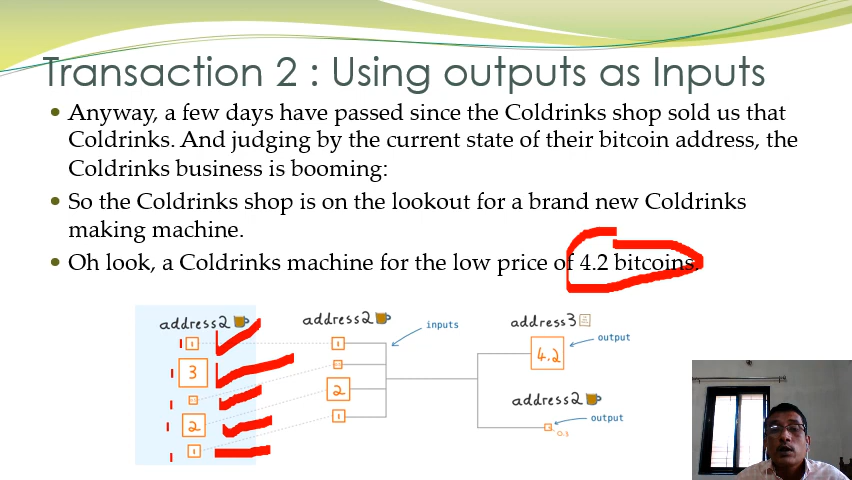 Transaction 2 : Using outputs as Inputs
Anyway, a few days have passed since the Coldrinks shop sold us that
Coldrinks. And judging by the current state of their bitcoin address, the
Coldrinks business is booming:
So the Coldrinks shop is on the lookout for a brand new Coldrinks
making machine.
Oh look, a Coldrinks machine for the low price of 4.2 bitcoins.
address2
1
3
2
1
address2
1
2
1
inputs
address3
4.2
output
address2
output
0.3